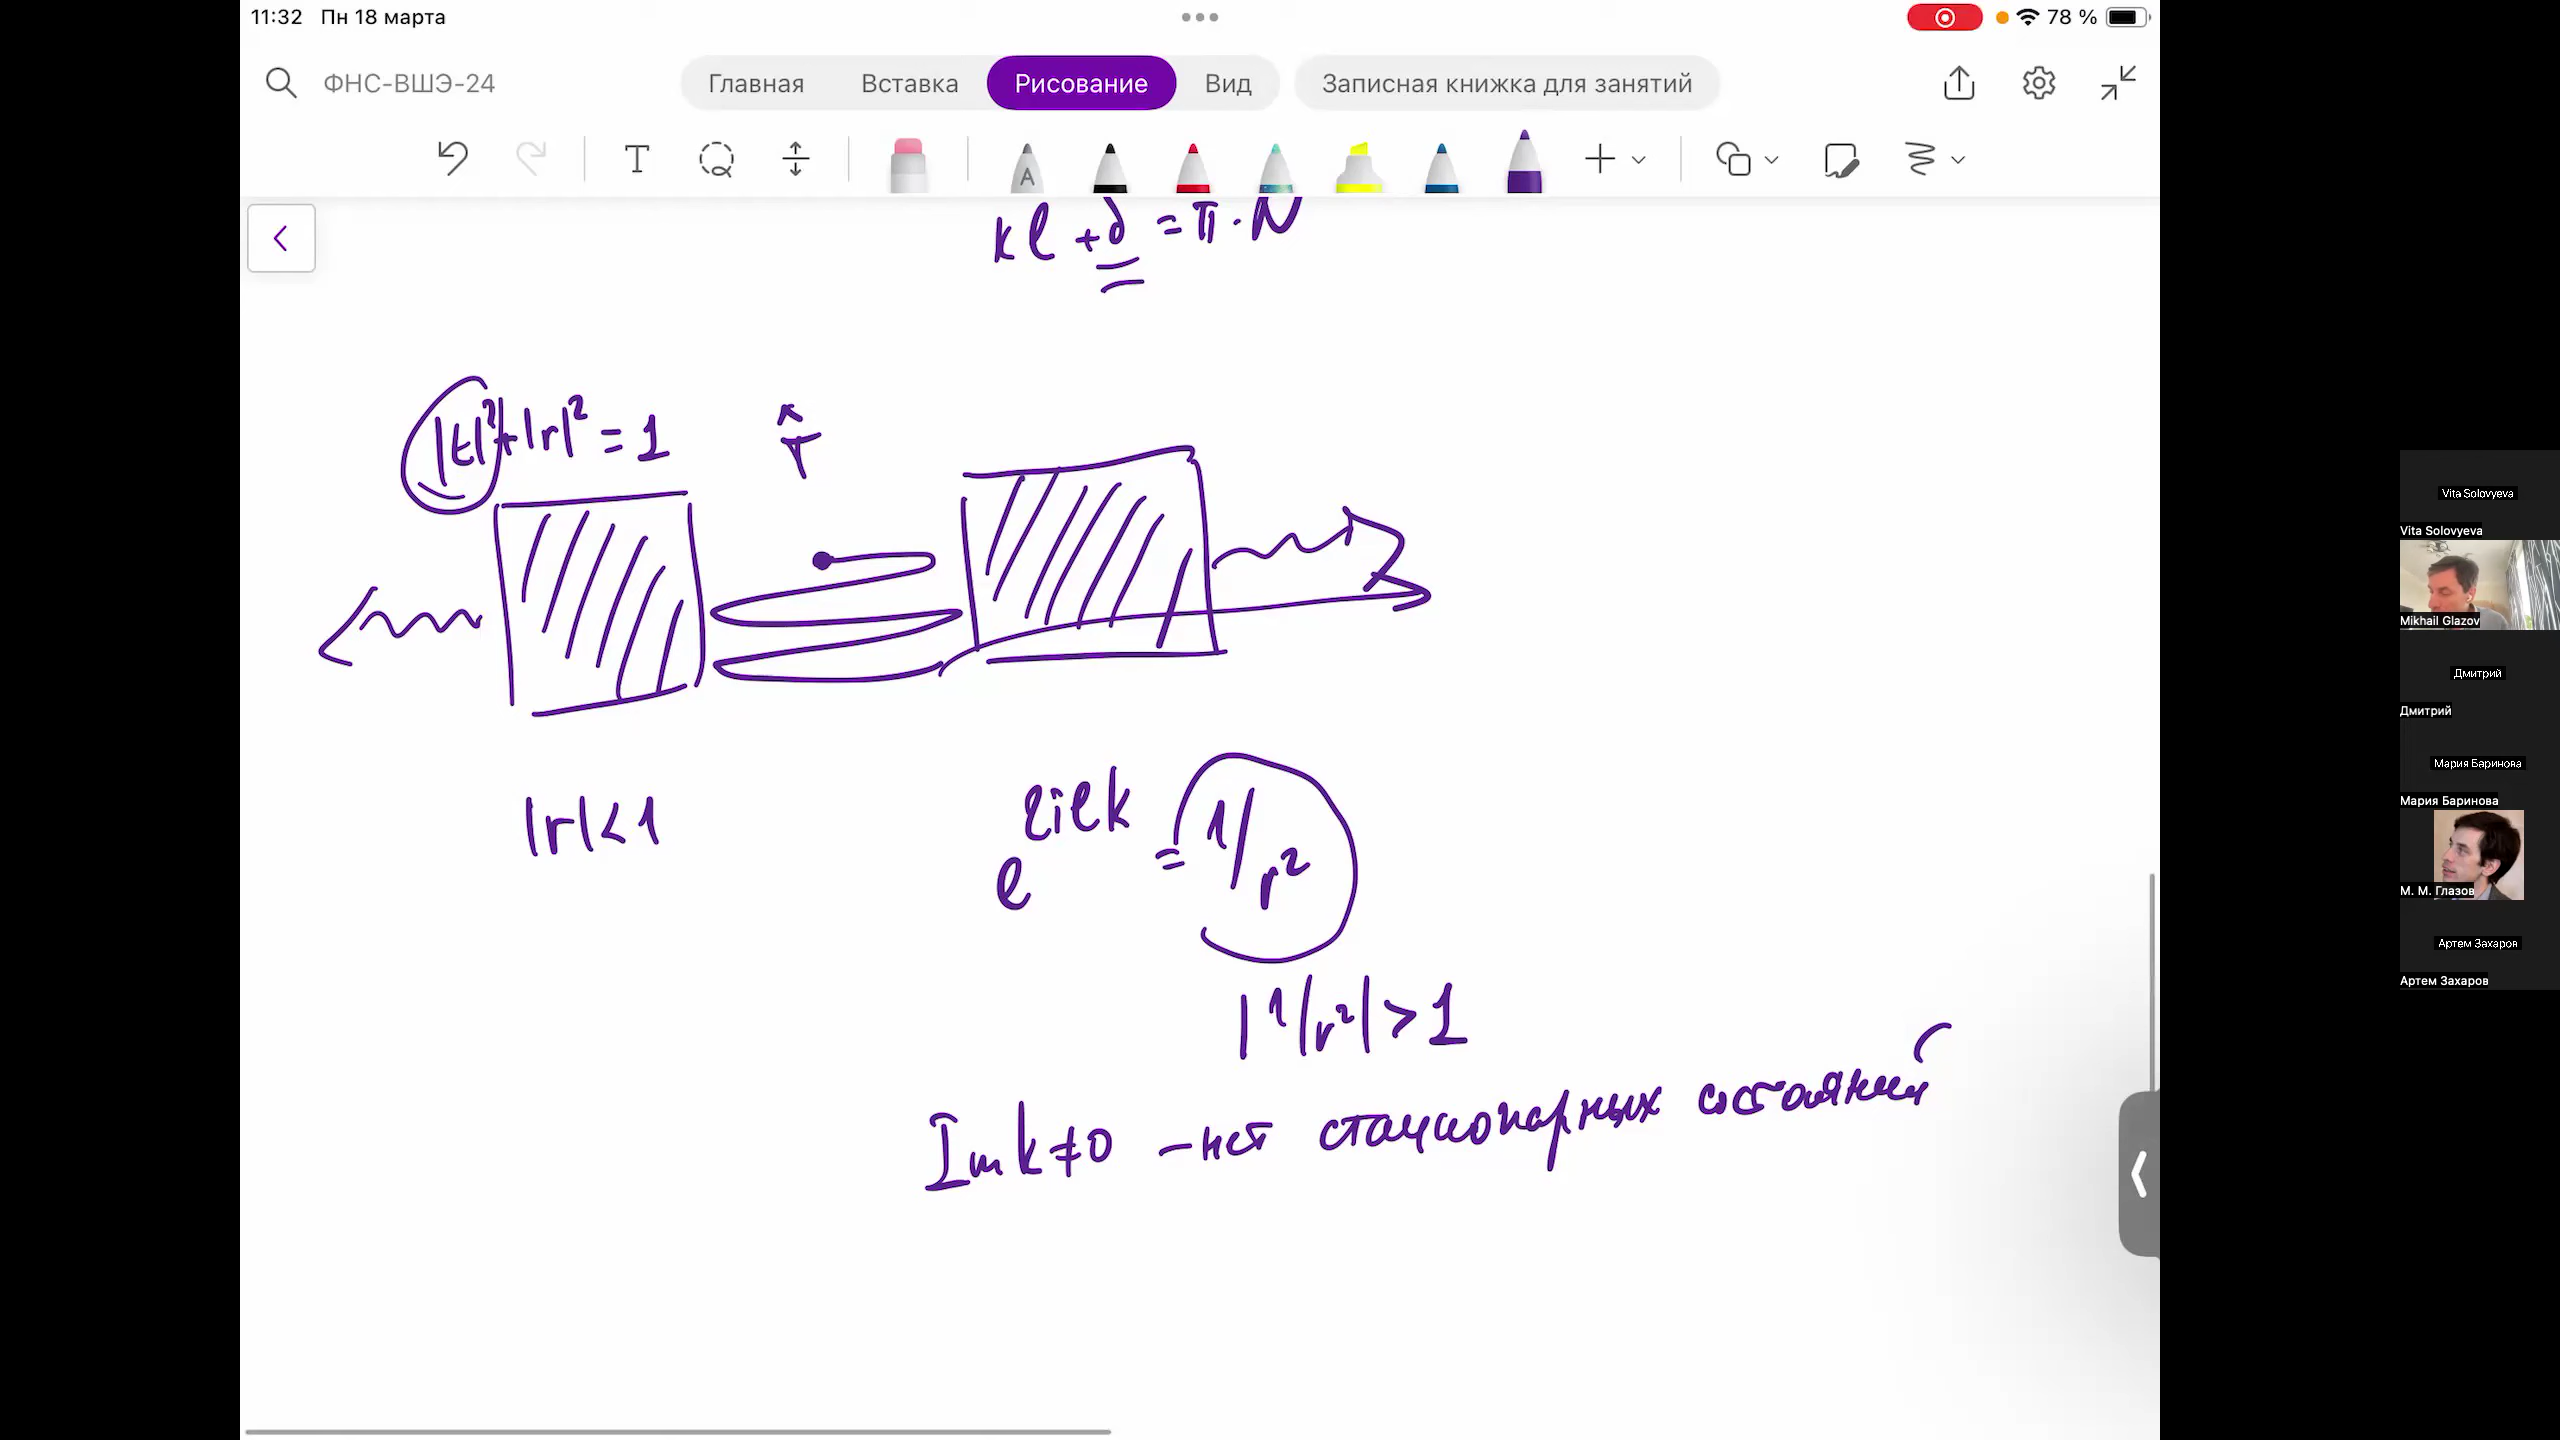 11:32 Пн 18 марта
78 %
ФНС-ВШЭ-24
Главная Вставка Рисование Вид Записная книжка для занятий
T
A
kl + δ = π · N
|t|² + |r|² = 1
T̂
|r| < 1
e^{2ilk} = 1/r²
|1/r²| > 1
Im k ≠ 0 – нет стационарных состояний
Vita Solovyeva
Vita Solovyeva
Mikhail Glazov
Дмитрий
Дмитрий
Мария Баринова
Мария Баринова
М. М. Глазов
Артем Захаров
Артем Захаров